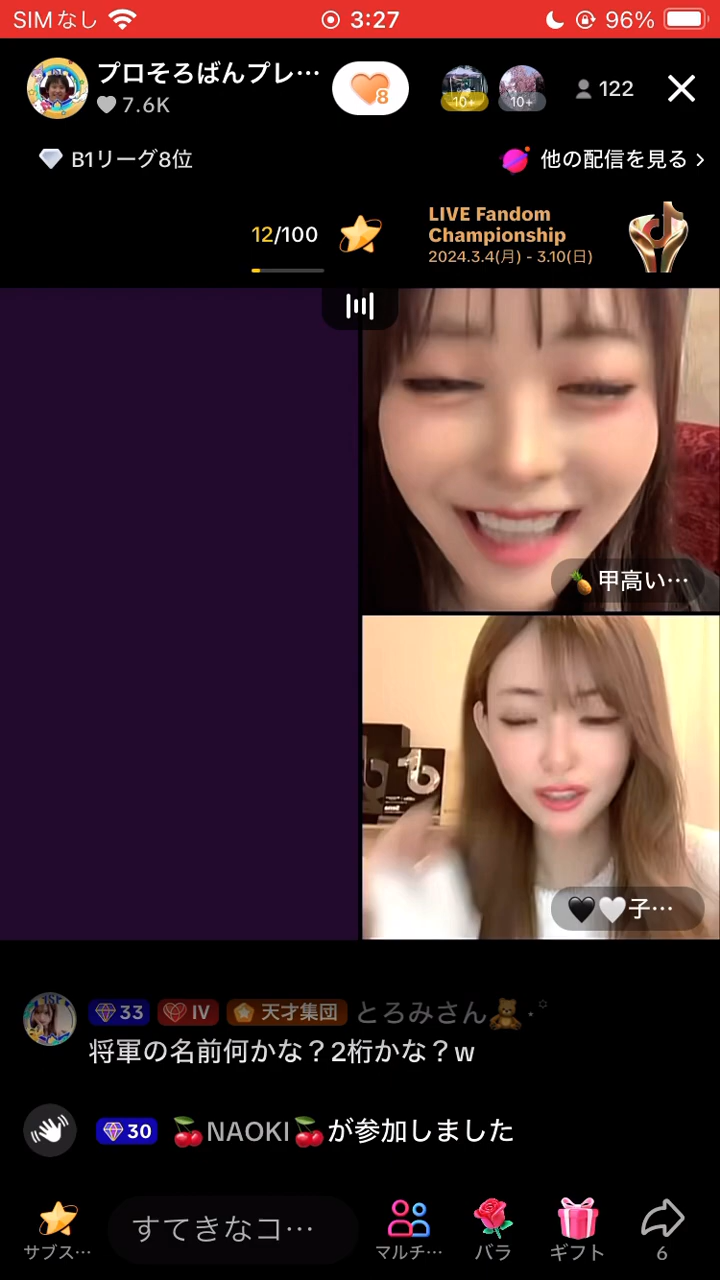 SIMなし 3:27 96%
プロそろばんプレ… 8 10+ 10+ 122
7.6K
B1リーグ8位 他の配信を見る
12/100
LIVE Fandom
Championship
2024.3.4(月) - 3.10(日)
🍍甲高い…
🖤🤍子…
33 IV 天才集団 とろみさん🧸
将軍の名前何かな？2桁かな？w
30 🍒NAOKI🍒が参加しました
すてきなコ…
サブス… マルチ… バラ ギフト 6